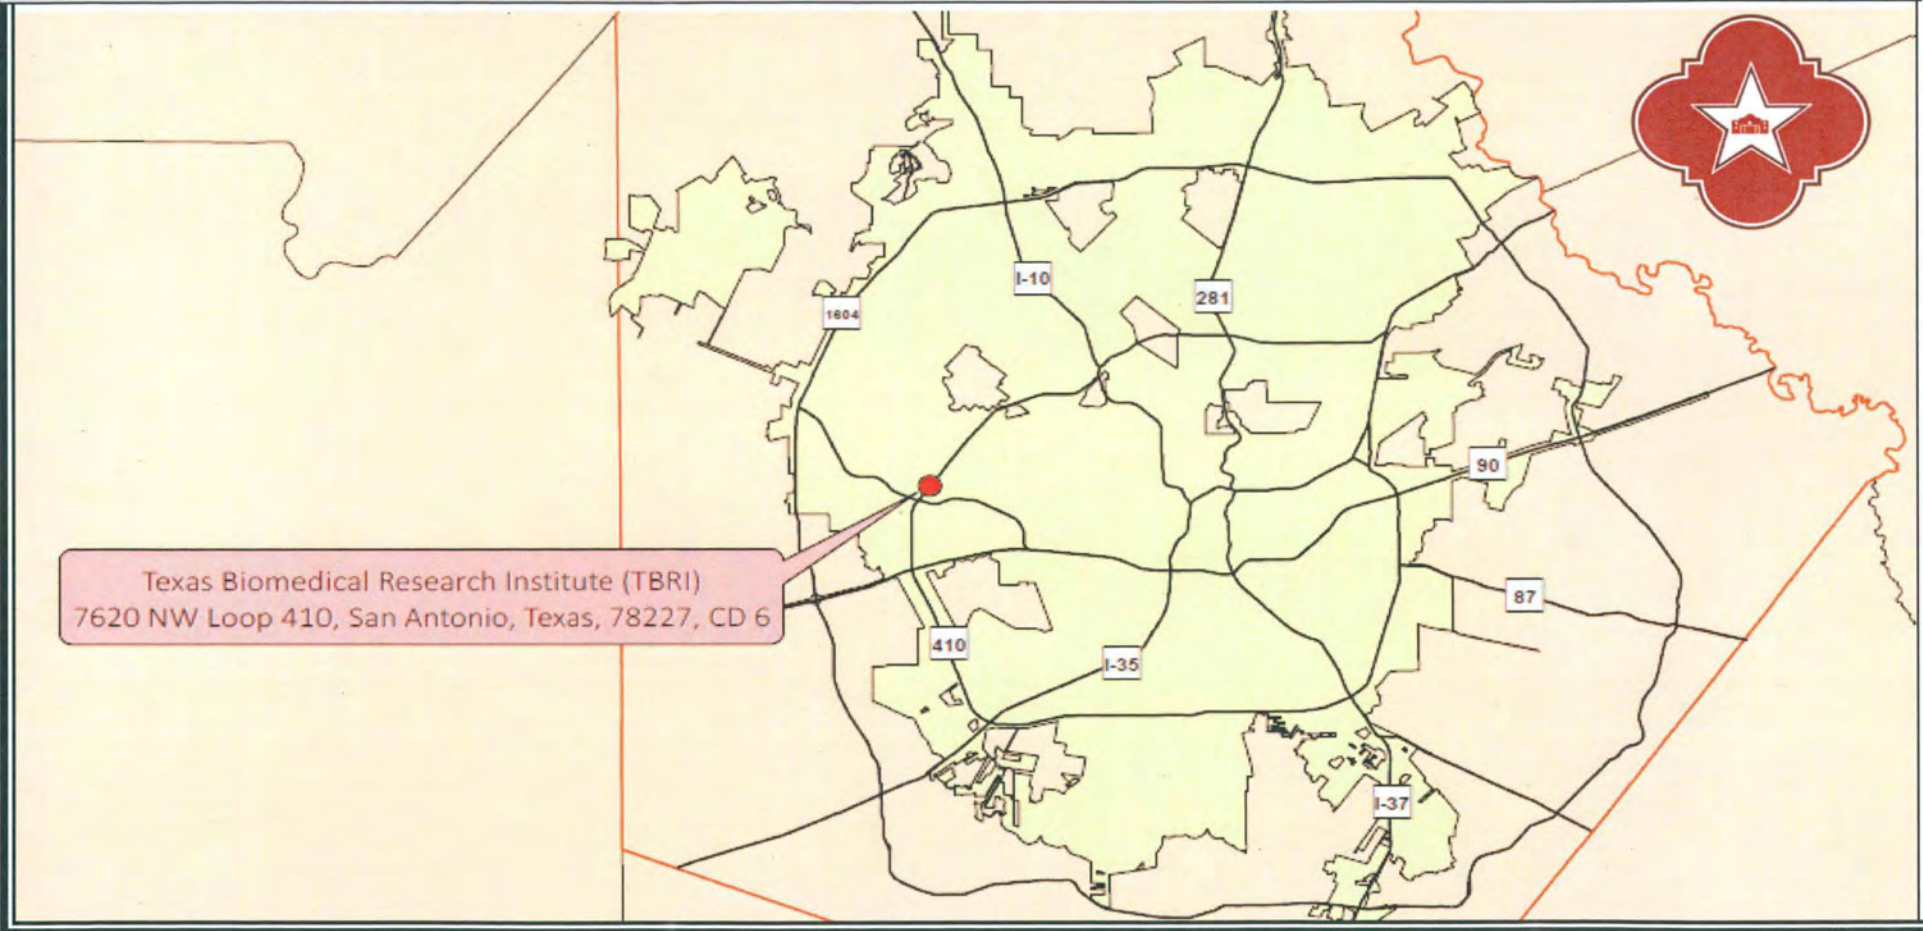 I-10
281
1604
90
Texas Biomedical Research Institute (TBRI)
7620 NW Loop 410, San Antonio, Texas, 78227, CD 6
87
410
I-35
I-37